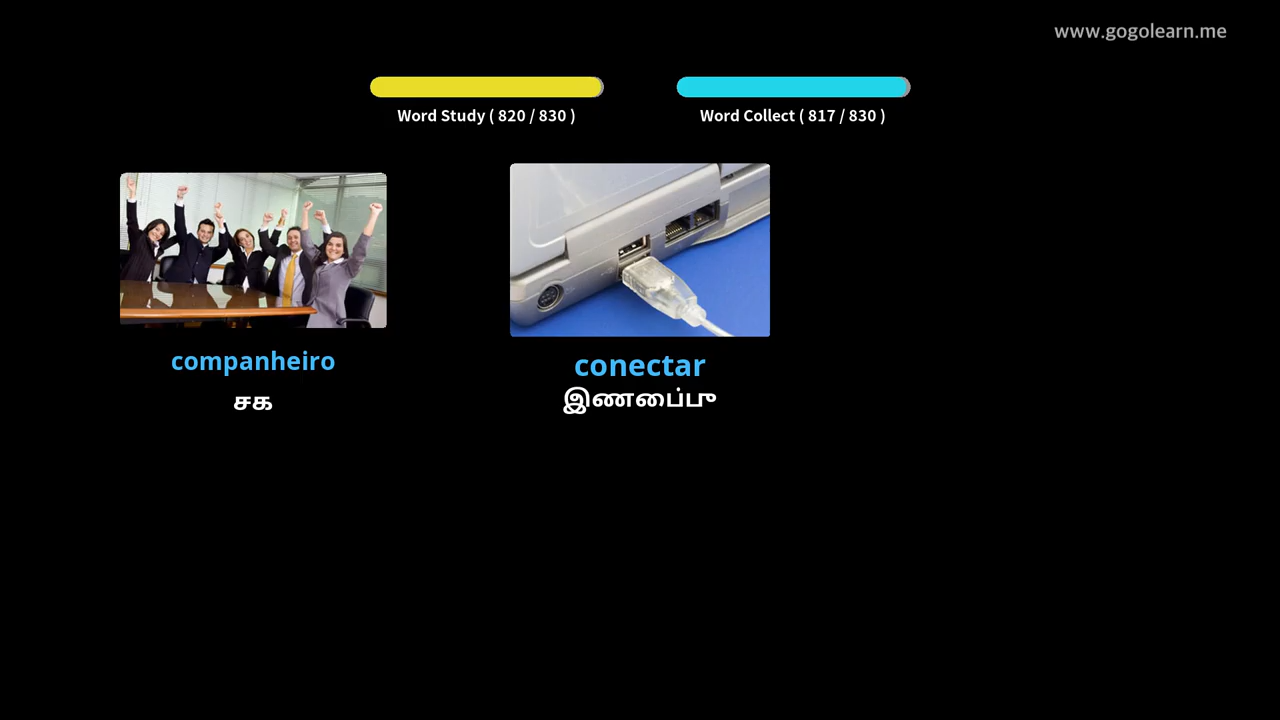 www.gogolearn.me
Word Study ( 820 / 830 )
Word Collect ( 817 / 830 )
companheiro
சக
conectar
இணைப்பு